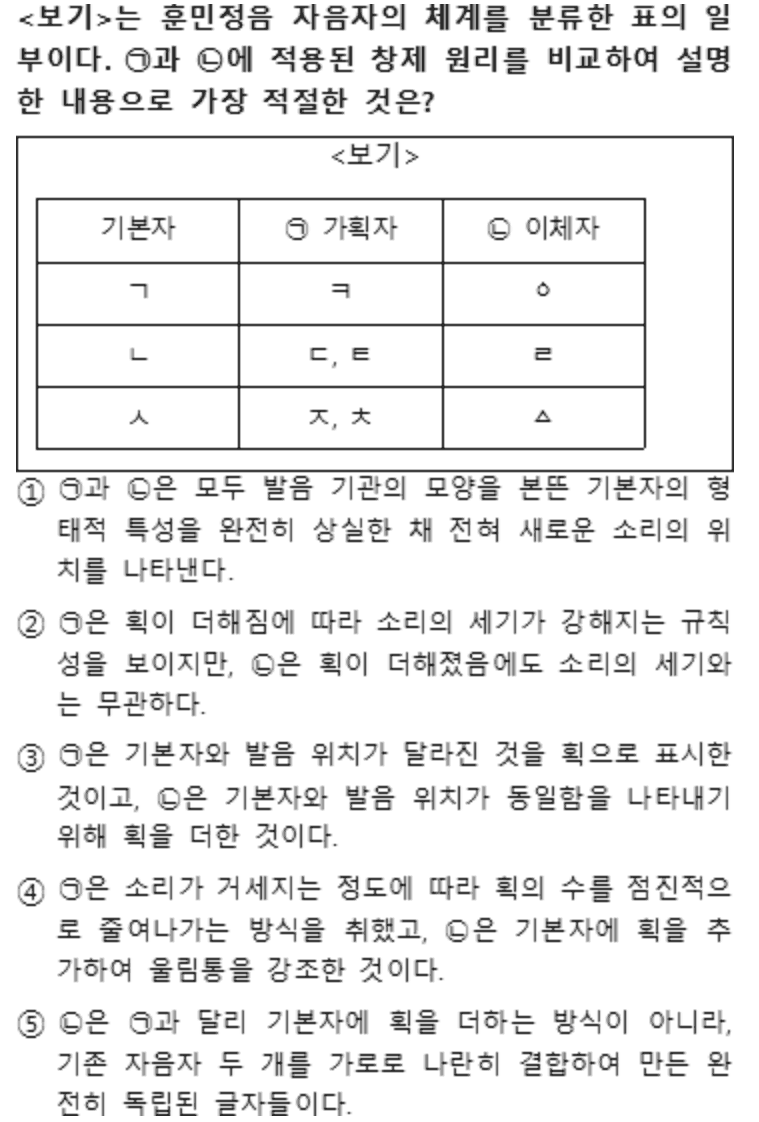 <보기>는 훈민정음 자음자의 체계를 분류한 표의 일
부이다. ㉠과 ㉡에 적용된 창제 원리를 비교하여 설명
한 내용으로 가장 적절한 것은?
<보기>
기본자 ㉠ 가획자 ㉡ 이체자
ㄱ ㅋ ㆁ
ㄴ ㄷ, ㅌ ㄹ
ㅅ ㅈ, ㅊ ㅿ
① ㉠과 ㉡은 모두 발음 기관의 모양을 본뜬 기본자의 형
태적 특성을 완전히 상실한 채 전혀 새로운 소리의 위
치를 나타낸다.
② ㉠은 획이 더해짐에 따라 소리의 세기가 강해지는 규칙
성을 보이지만, ㉡은 획이 더해졌음에도 소리의 세기와
는 무관하다.
③ ㉠은 기본자와 발음 위치가 달라진 것을 획으로 표시한
것이고, ㉡은 기본자와 발음 위치가 동일함을 나타내기
위해 획을 더한 것이다.
④ ㉠은 소리가 거세지는 정도에 따라 획의 수를 점진적으
로 줄여나가는 방식을 취했고, ㉡은 기본자에 획을 추
가하여 울림통을 강조한 것이다.
⑤ ㉡은 ㉠과 달리 기본자에 획을 더하는 방식이 아니라,
기존 자음자 두 개를 가로로 나란히 결합하여 만든 완
전히 독립된 글자들이다.